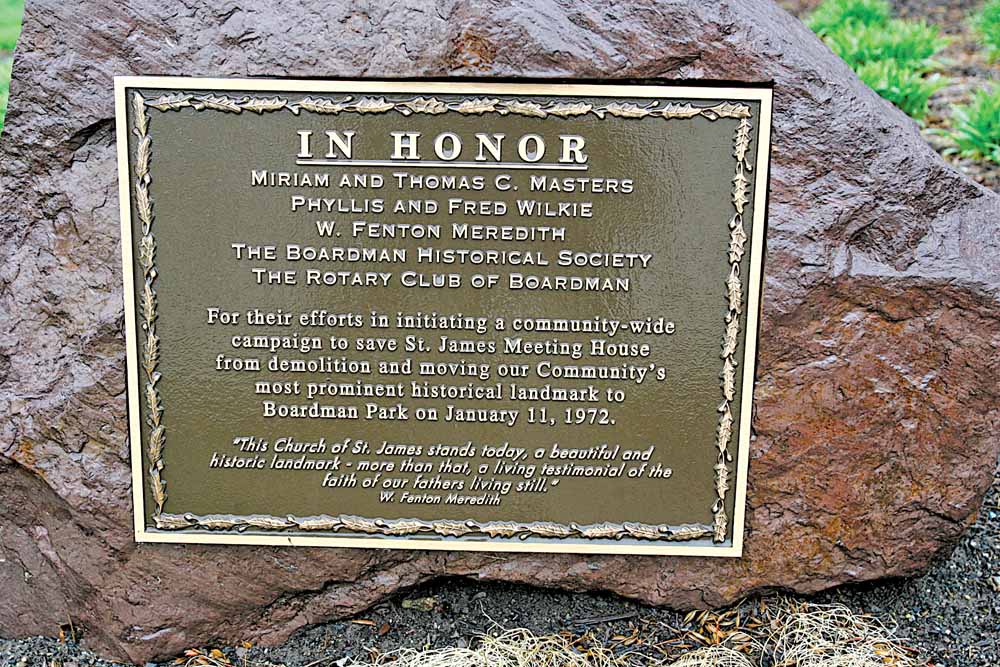 IN HONOR
MIRIAM AND THOMAS C. MASTERS
PHYLLIS AND FRED WILKIE
W. FENTON MEREDITH
THE BOARDMAN HISTORICAL SOCIETY
THE ROTARY CLUB OF BOARDMAN
For their efforts in initiating a community-wide
campaign to save St. James Meeting House
from demolition and moving our Community's
most prominent historical landmark to
Boardman Park on January 11, 1972.
"This Church of St. James stands today, a beautiful and
historic landmark - more than that, a living testimonial of the
faith of our fathers living still."
W. Fenton Meredith